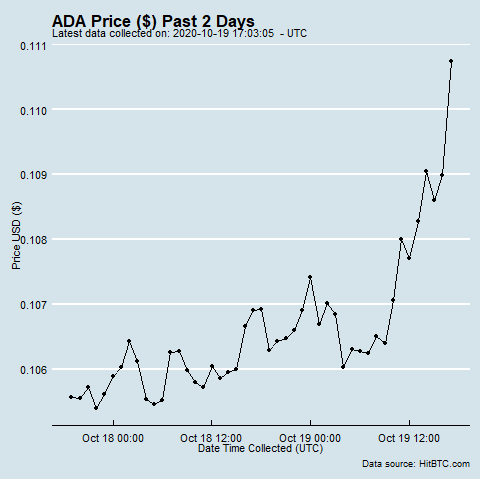 ADA Price ($) Past 2 Days
Latest data collected on: 2020-10-19 17:03:05  - UTC
0.111
0.110
0.109
0.108
0.107
0.106
Price USD ($)
Oct 18 00:00
Oct 18 12:00
Oct 19 00:00
Oct 19 12:00
Date Time Collected (UTC)
Data source: HitBTC.com